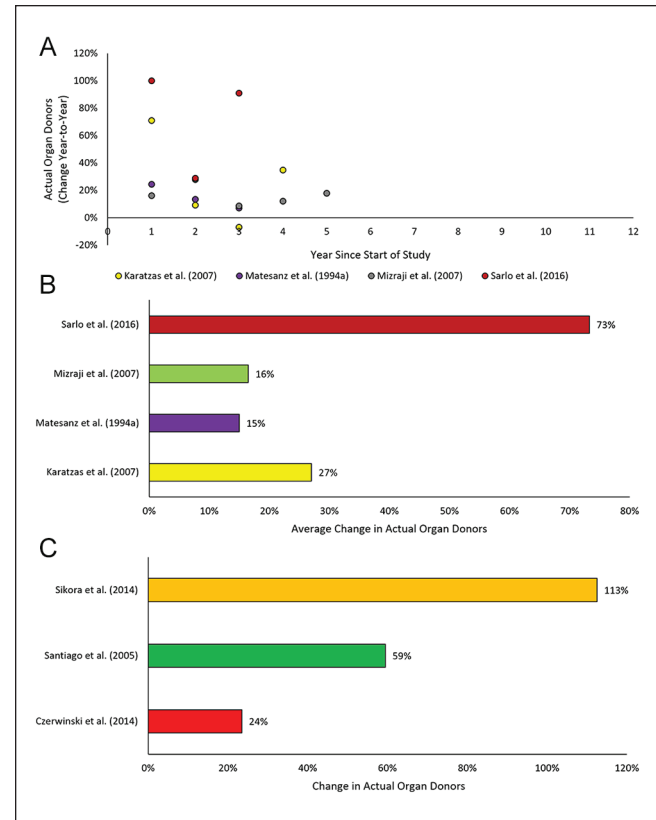 A
120%
100%
80%
60%
40%
20%
0%
-20%
Actual Organ Donors
(Change Year-to-Year)
0 1 2 3 4 5 6 7 8 9 10 11 12
Year Since Start of Study
Karatzas et al. (2007) Matesanz et al. (1994a) Mizraji et al. (2007) Sarlo et al. (2016)
B
Sarlo et al. (2016) 73%
Mizraji et al. (2007) 16%
Matesanz et al. (1994a) 15%
Karatzas et al. (2007) 27%
0% 10% 20% 30% 40% 50% 60% 70% 80%
Average Change in Actual Organ Donors
C
Sikora et al. (2014) 113%
Santiago et al. (2005) 59%
Czerwinski et al. (2014) 24%
0% 20% 40% 60% 80% 100% 120%
Change in Actual Organ Donors